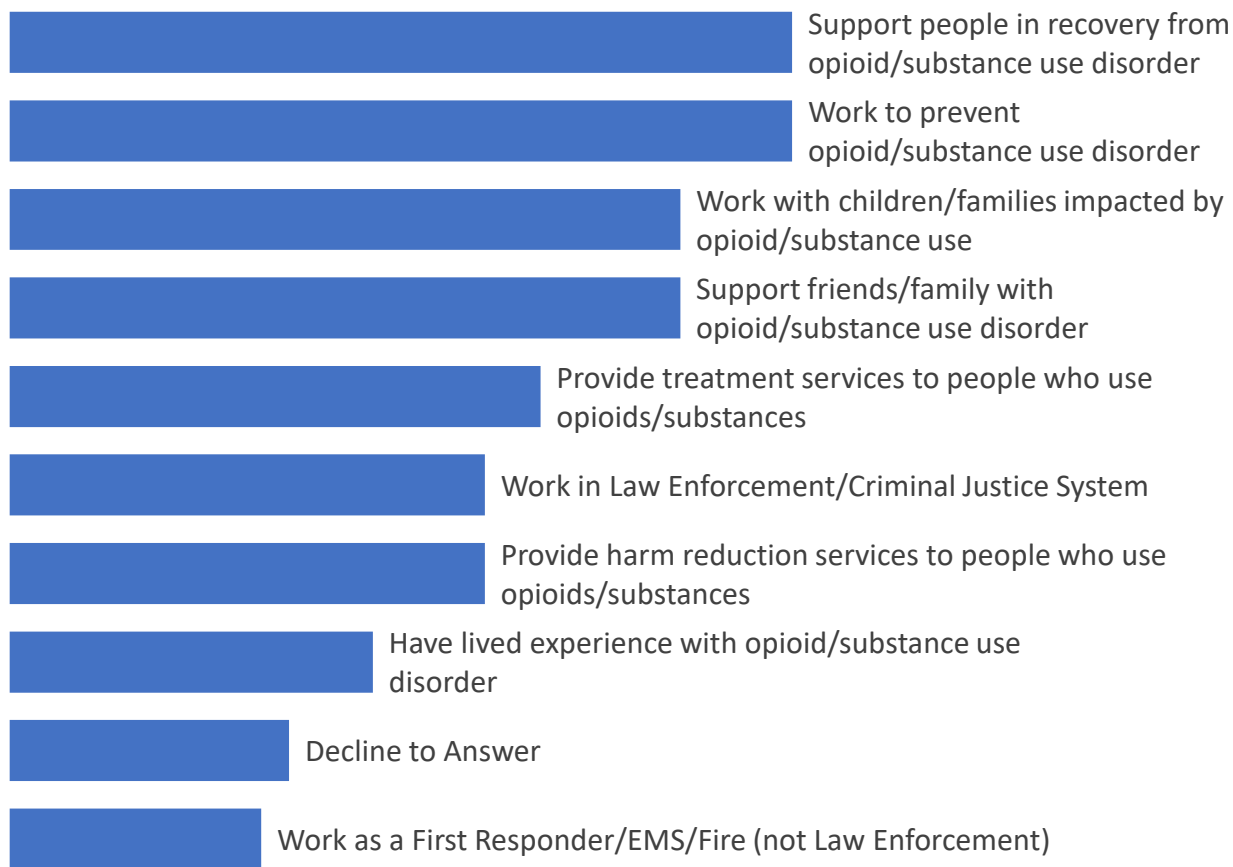 Support people in recovery from
opioid/substance use disorder
Work to prevent
opioid/substance use disorder
Work with children/families impacted by
opioid/substance use
Support friends/family with
opioid/substance use disorder
Provide treatment services to people who use
opioids/substances
Work in Law Enforcement/Criminal Justice System
Provide harm reduction services to people who use
opioids/substances
Have lived experience with opioid/substance use
disorder
Decline to Answer
Work as a First Responder/EMS/Fire (not Law Enforcement)